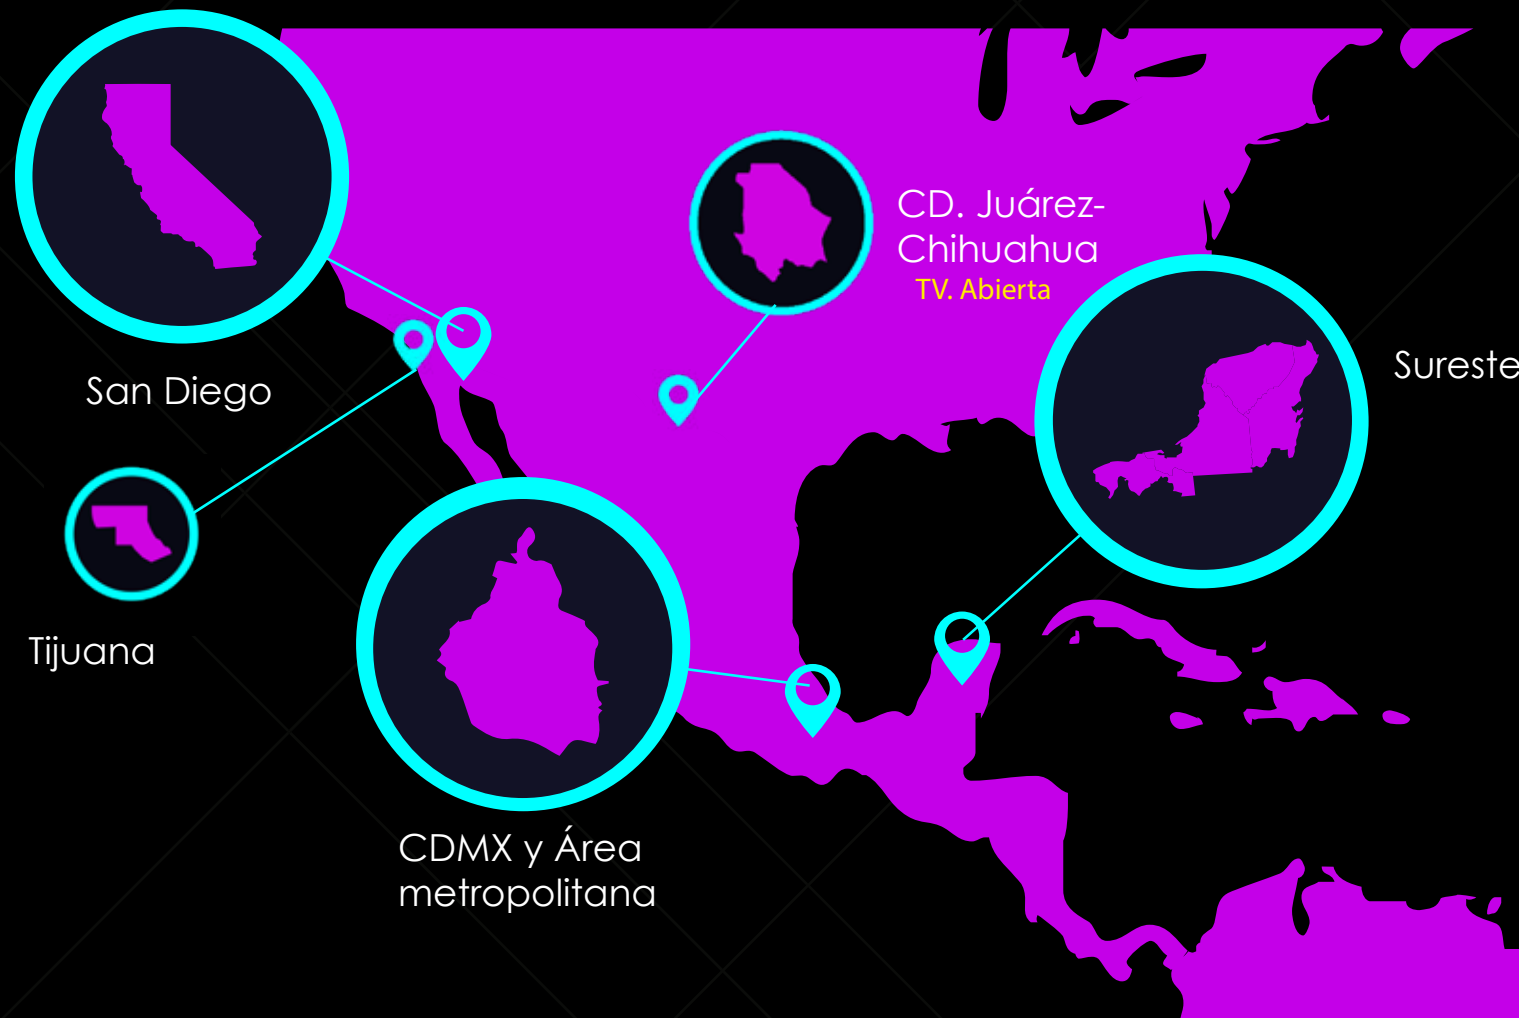 CD. Juárez-
Chihuahua
TV. Abierta
Sureste
San Diego
Tijuana
CDMX y Área
metropolitana